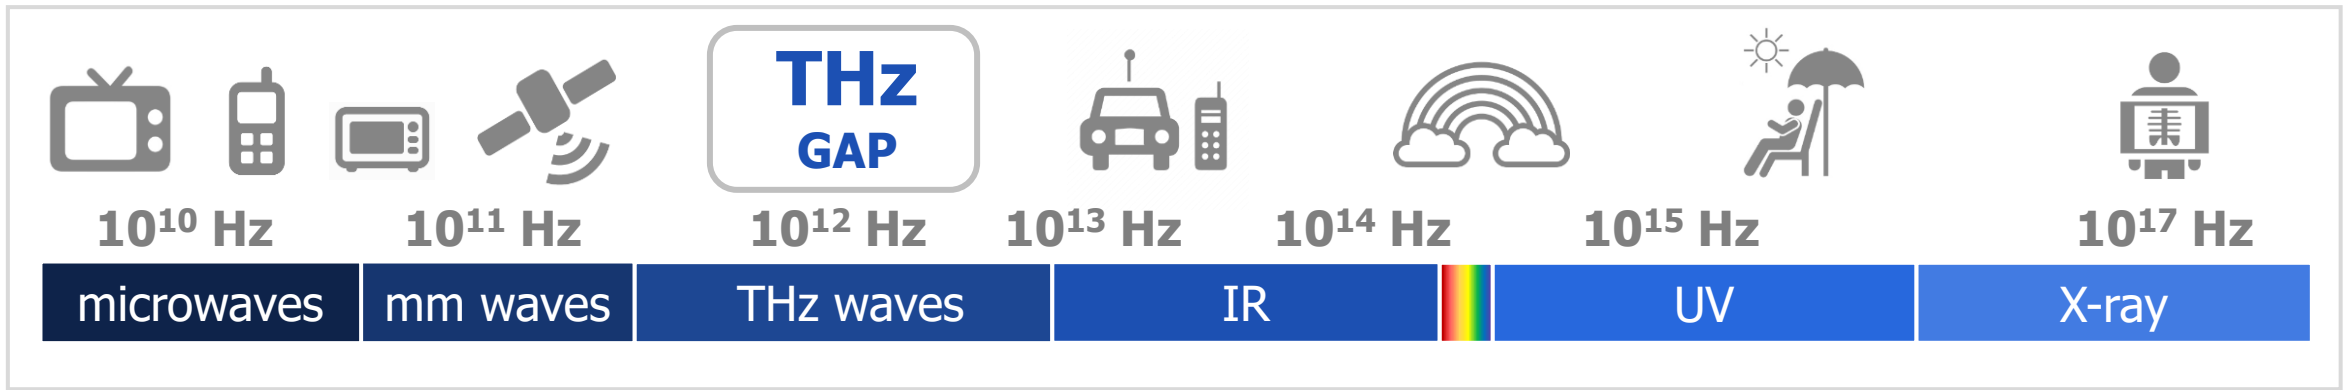 THz
GAP
10¹⁰ Hz 10¹¹ Hz 10¹² Hz 10¹³ Hz 10¹⁴ Hz 10¹⁵ Hz 10¹⁷ Hz
microwaves mm waves THz waves IR UV X-ray